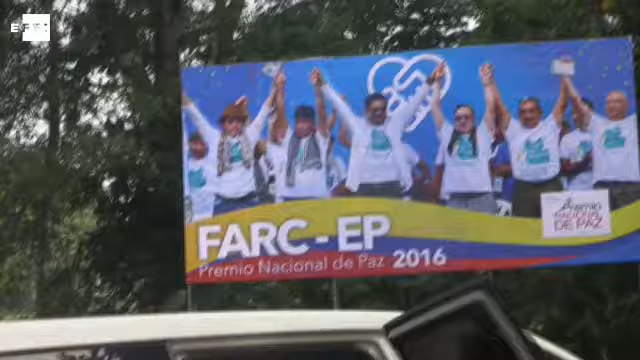 EFE
FARC-EP
Premio Nacional de Paz 2016
PREMIO
NACIONAL
DE PAZ